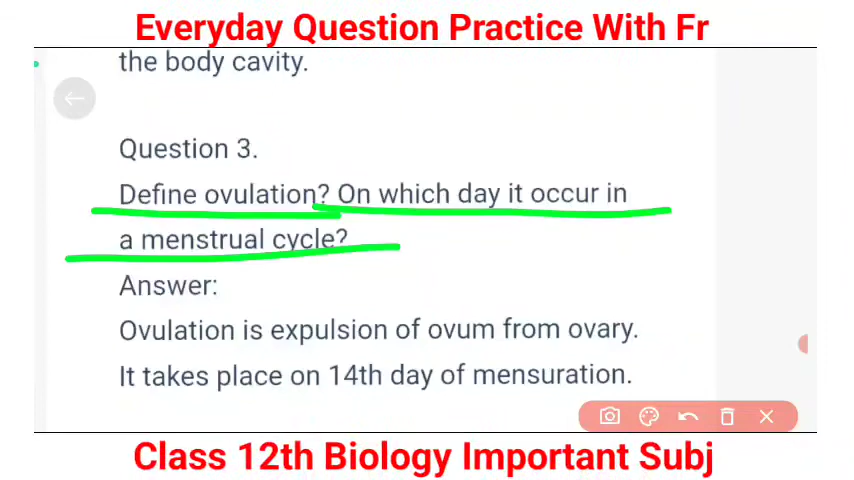 Everyday Question Practice With Fr
the body cavity.
Question 3.
Define ovulation? On which day it occur in
a menstrual cycle?
Answer:
Ovulation is expulsion of ovum from ovary.
It takes place on 14th day of mensuration.
Class 12th Biology Important Subj